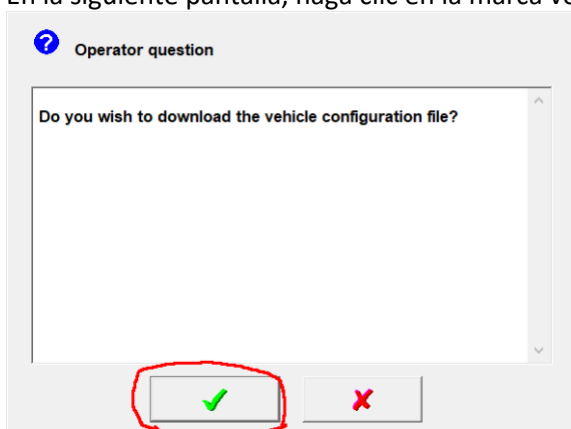 En la siguiente pantalla, haga clic en la marca
Operator question
Do you wish to download the vehicle configuration file?